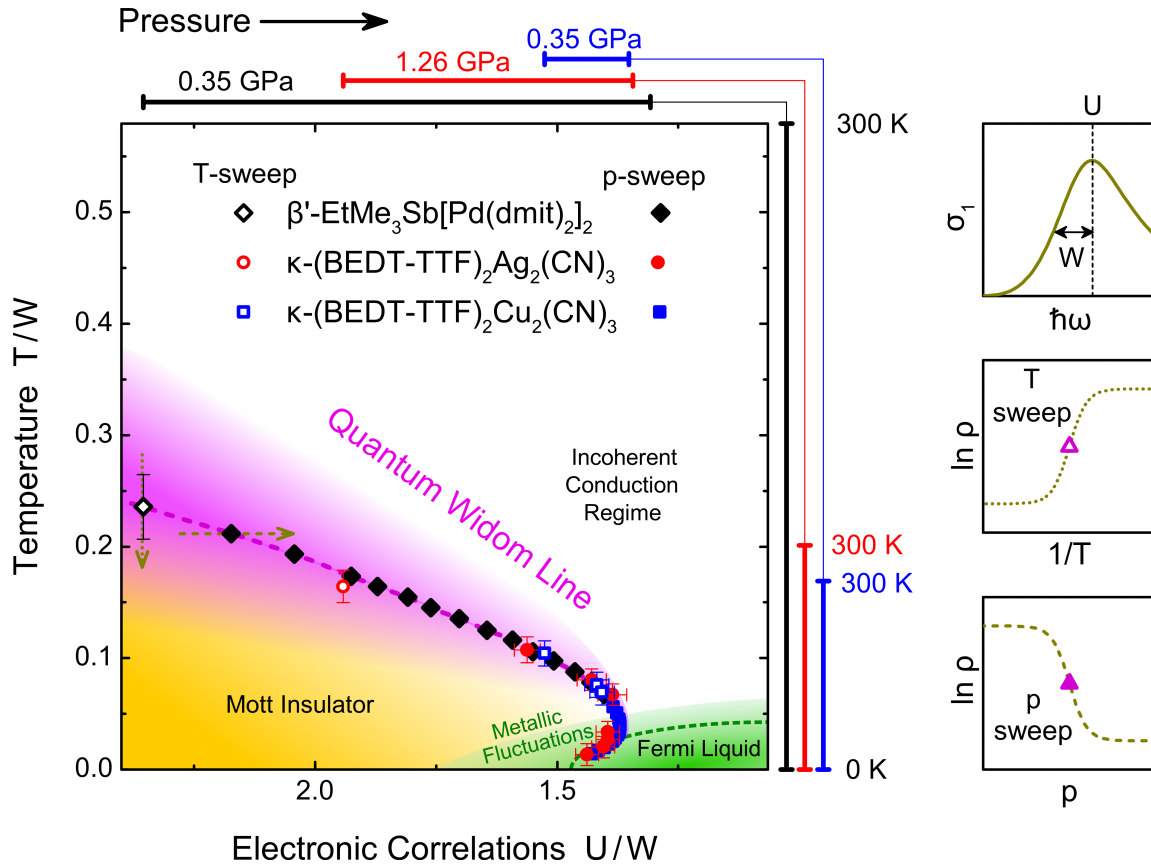 Pressure
0.35 GPa
1.26 GPa
0.35 GPa
300 K
T-sweep
p-sweep
β'-EtMe₃Sb[Pd(dmit)₂]₂
κ-(BEDT-TTF)₂Ag₂(CN)₃
κ-(BEDT-TTF)₂Cu₂(CN)₃
0.5
0.4
0.3
0.2
0.1
0.0
Temperature T/W
Quantum Widom Line
Incoherent
Conduction
Regime
300 K
300 K
Mott Insulator
Metallic
Fluctuations
Fermi Liquid
0 K
2.0
1.5
Electronic Correlations U/W
U
σ₁
W
ħω
T
sweep
ln ρ
1/T
ln ρ
p
sweep
p